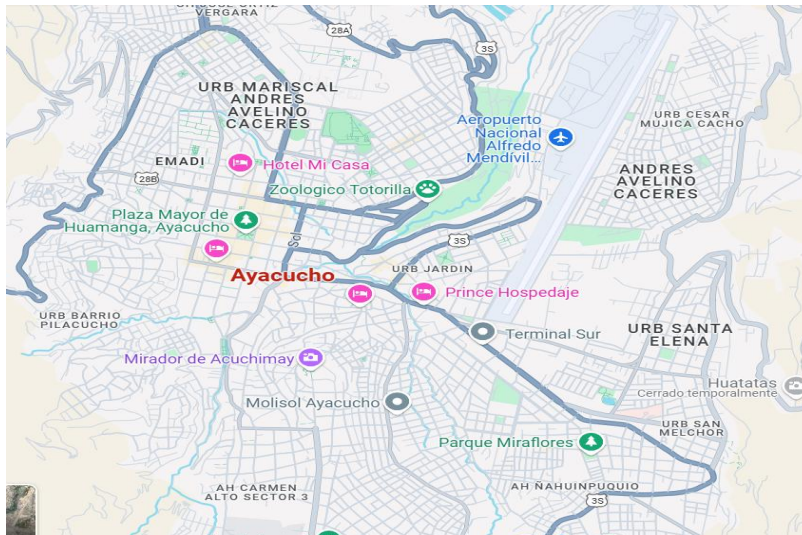 VERGARA
28A
3S
URB MARISCAL
ANDRES
AVELINO
CACERES
Aeropuerto
Nacional
Alfredo
Mendívil...
URB CESAR
MUJICA CACHO
EMADI
Hotel Mi Casa
28B
Zoologico Totorilla
ANDRES
AVELINO
CACERES
Plaza Mayor de
Huamanga, Ayacucho
Sol
3S
Ayacucho
URB JARDIN
Prince Hospedaje
URB BARRIO
PILACUCHO
Terminal Sur
URB SANTA
ELENA
Mirador de Acuchimay
Huatatas
Cerrado temporalmente
Molisol Ayacucho
URB SAN
MELCHOR
Parque Miraflores
AH CARMEN
ALTO SECTOR 3
AH ÑAHUINPUQUIO
3S